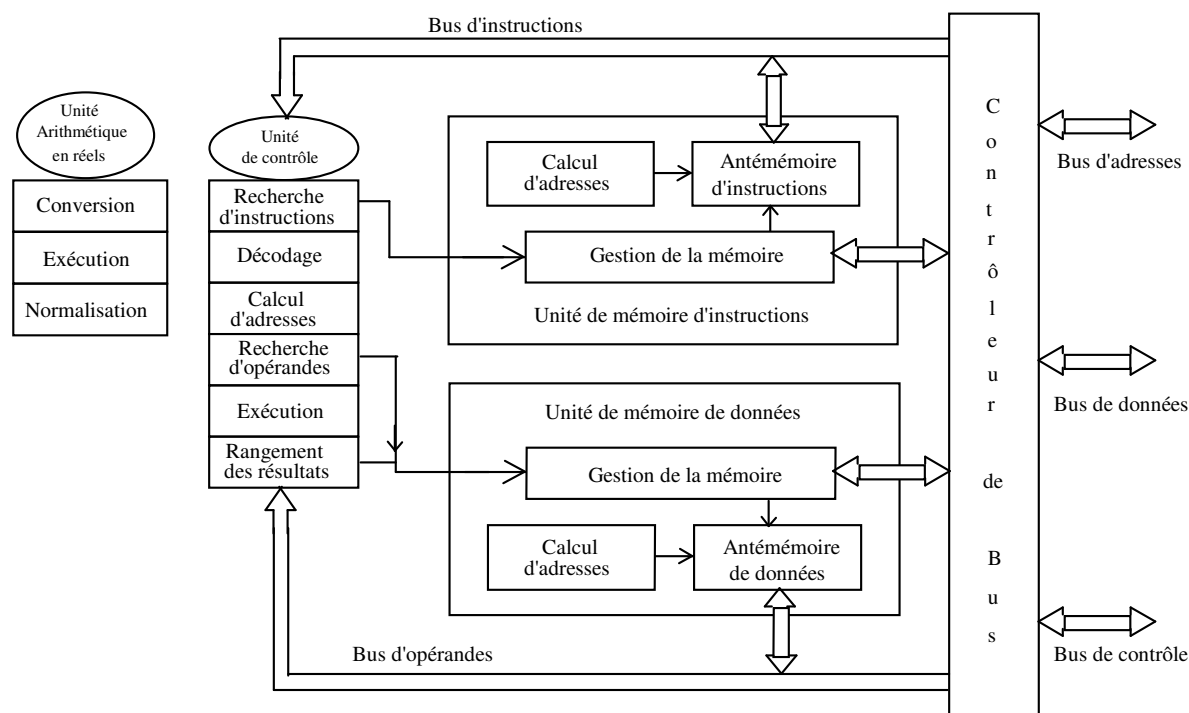 Bus d'instructions
Unité
Arithmétique
en réels
Conversion
Exécution
Normalisation
Unité
de contrôle
Recherche
d'instructions
Décodage
Calcul
d'adresses
Recherche
d'opérandes
Exécution
Rangement
des résultats
Calcul
d'adresses
Antémémoire
d'instructions
Gestion de la mémoire
Unité de mémoire d'instructions
Unité de mémoire de données
Gestion de la mémoire
Calcul
d'adresses
Antémémoire
de données
Bus d'opérandes
C
o
n
t
r
ô
l
e
u
r
de
B
u
s
Bus d'adresses
Bus de données
Bus de contrôle